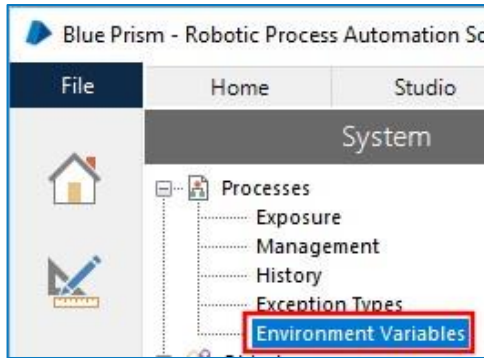 Blue Prism - Robotic Process Automation So
File Home Studio
System
Processes
Exposure
Management
History
Exception Types
Environment Variables